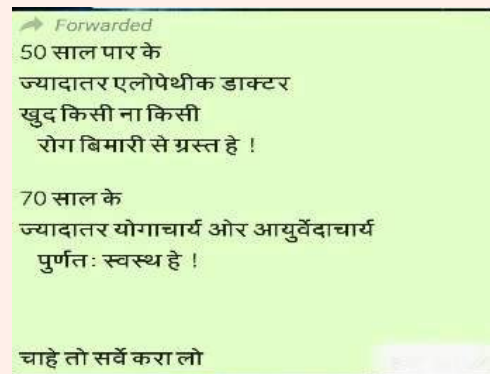 Forwarded
50 साल पार के
ज्यादातर एलोपेथीक डाक्टर
खुद किसी ना किसी
रोग बिमारी से ग्रस्त हे !
70 साल के
ज्यादातर योगाचार्य ओर आयुर्वेदाचार्य
पुर्णतः स्वस्थ हे !
चाहे तो सर्वे करा लो